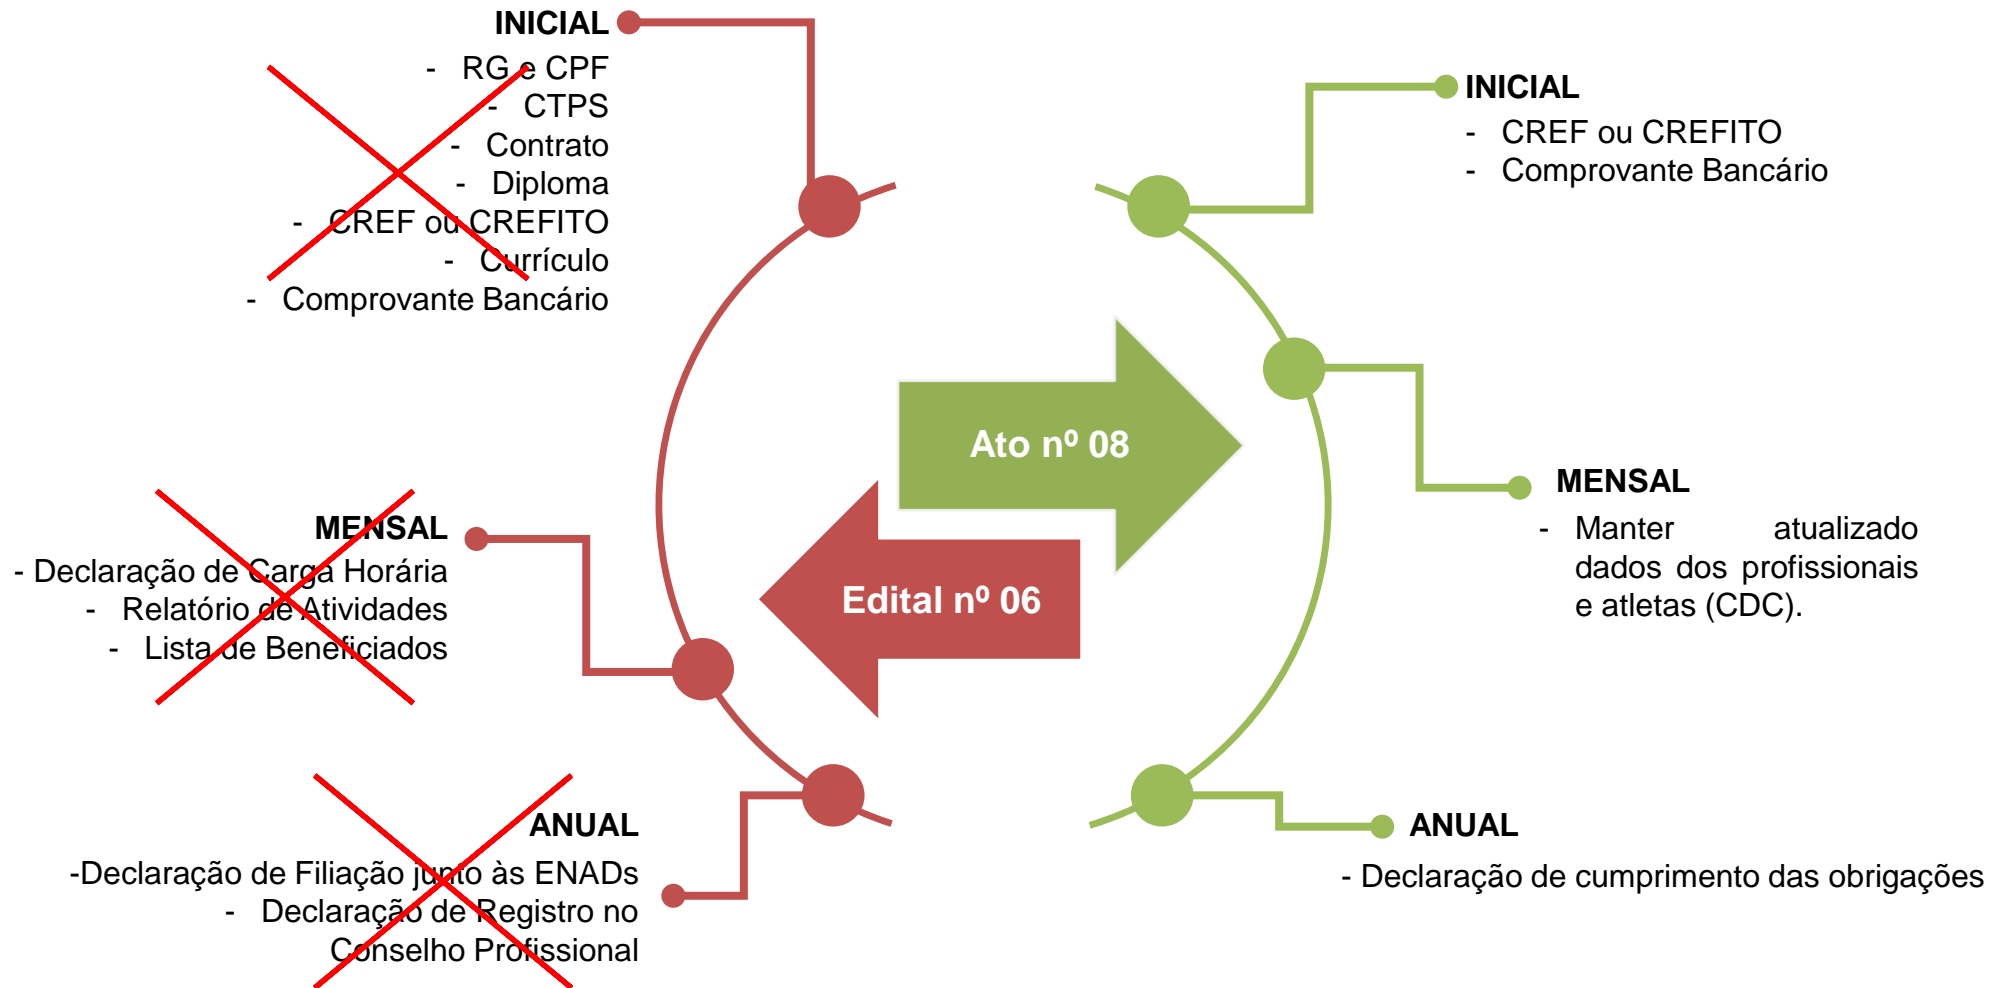 INICIAL
- RG e CPF
- CTPS
- Contrato
- Diploma
- CREF ou CREFITO
- Currículo
- Comprovante Bancário
MENSAL
- Declaração de Carga Horária
- Relatório de Atividades
- Lista de Beneficiados
ANUAL
-Declaração de Filiação junto às ENADs
- Declaração de Registro no
Conselho Profissional
Ato nº 08
Edital nº 06
INICIAL
- CREF ou CREFITO
- Comprovante Bancário
MENSAL
- Manter atualizado
dados dos profissionais
e atletas (CDC).
ANUAL
- Declaração de cumprimento das obrigações